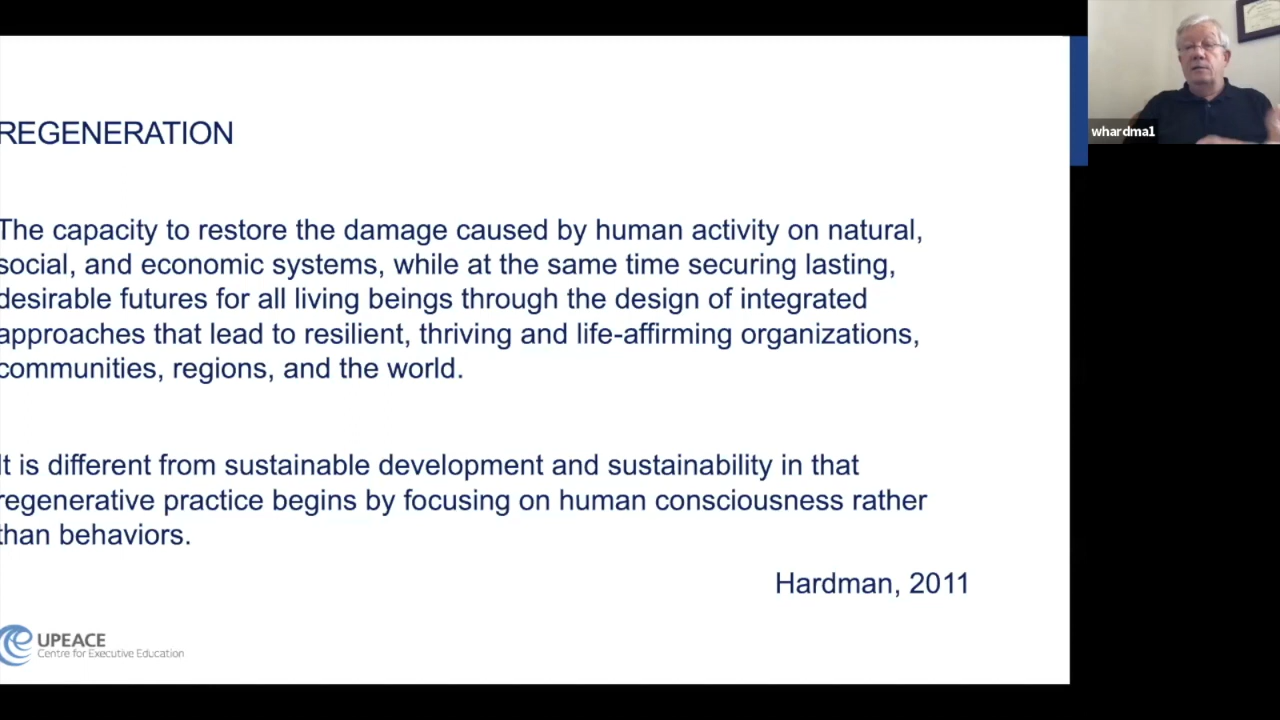 REGENERATION
The capacity to restore the damage caused by human activity on natural,
social, and economic systems, while at the same time securing lasting,
desirable futures for all living beings through the design of integrated
approaches that lead to resilient, thriving and life-affirming organizations,
communities, regions, and the world.
It is different from sustainable development and sustainability in that
regenerative practice begins by focusing on human consciousness rather
than behaviors.
Hardman, 2011
UPEACE
Centre for Executive Education
whardma1